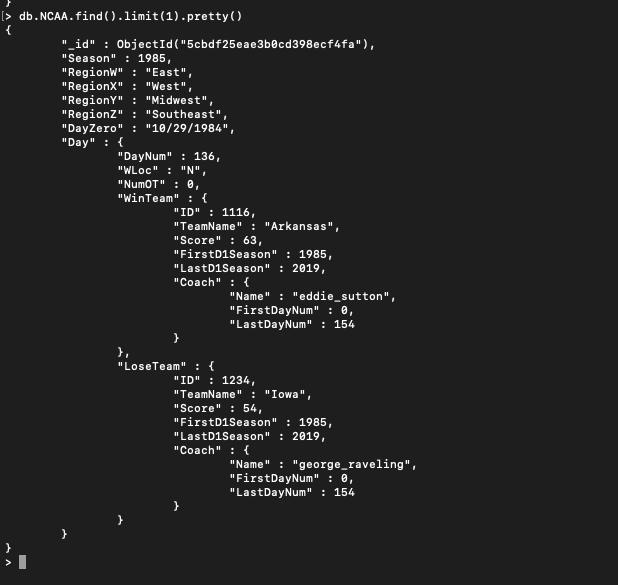 }
[> db.NCAA.find().limit(1).pretty()
{
        "_id" : ObjectId("5cbdf25eae3b0cd398ecf4fa"),
        "Season" : 1985,
        "RegionW" : "East",
        "RegionX" : "West",
        "RegionY" : "Midwest",
        "RegionZ" : "Southeast",
        "DayZero" : "10/29/1984",
        "Day" : {
                "DayNum" : 136,
                "WLoc" : "N",
                "NumOT" : 0,
                "WinTeam" : {
                        "ID" : 1116,
                        "TeamName" : "Arkansas",
                        "Score" : 63,
                        "FirstD1Season" : 1985,
                        "LastD1Season" : 2019,
                        "Coach" : {
                                "Name" : "eddie_sutton",
                                "FirstDayNum" : 0,
                                "LastDayNum" : 154
                        }
                },
                "LoseTeam" : {
                        "ID" : 1234,
                        "TeamName" : "Iowa",
                        "Score" : 54,
                        "FirstD1Season" : 1985,
                        "LastD1Season" : 2019,
                        "Coach" : {
                                "Name" : "george_raveling",
                                "FirstDayNum" : 0,
                                "LastDayNum" : 154
                        }
                }
        }
}
>